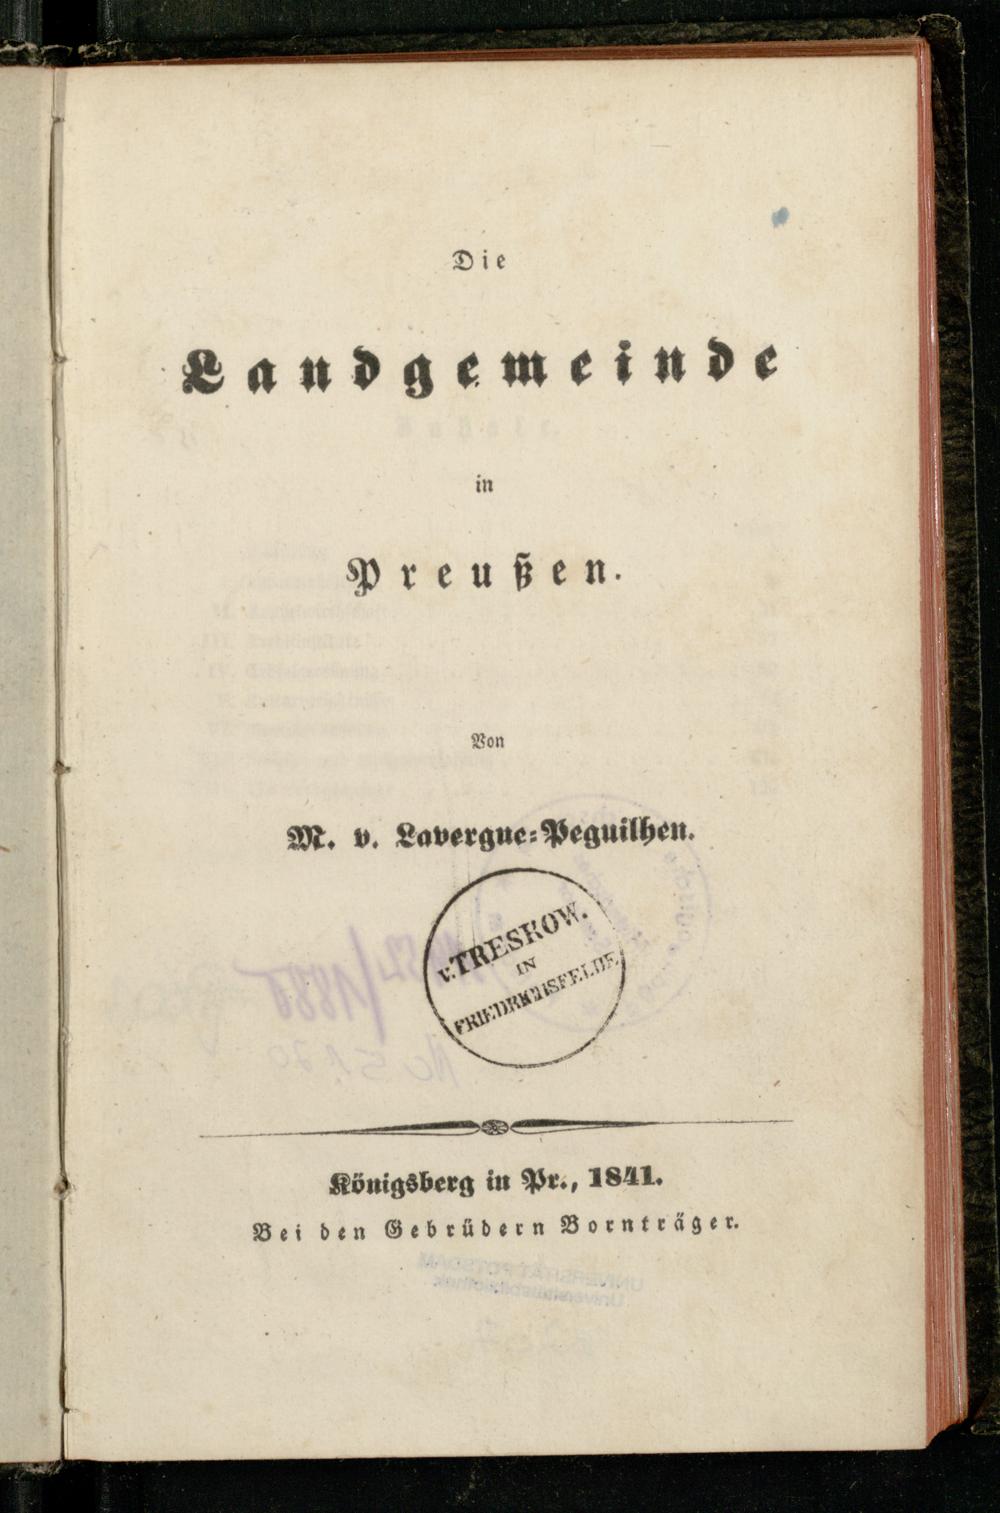 Die
Landgemeinde
in
Preußen.
Von
M. v. Lavergne-Peguilhen.
v. TRESKOW.
IN
FRIEDRICHSFELDE
Königsberg in Pr., 1841.
Bei den Gebrüdern Bornträger.